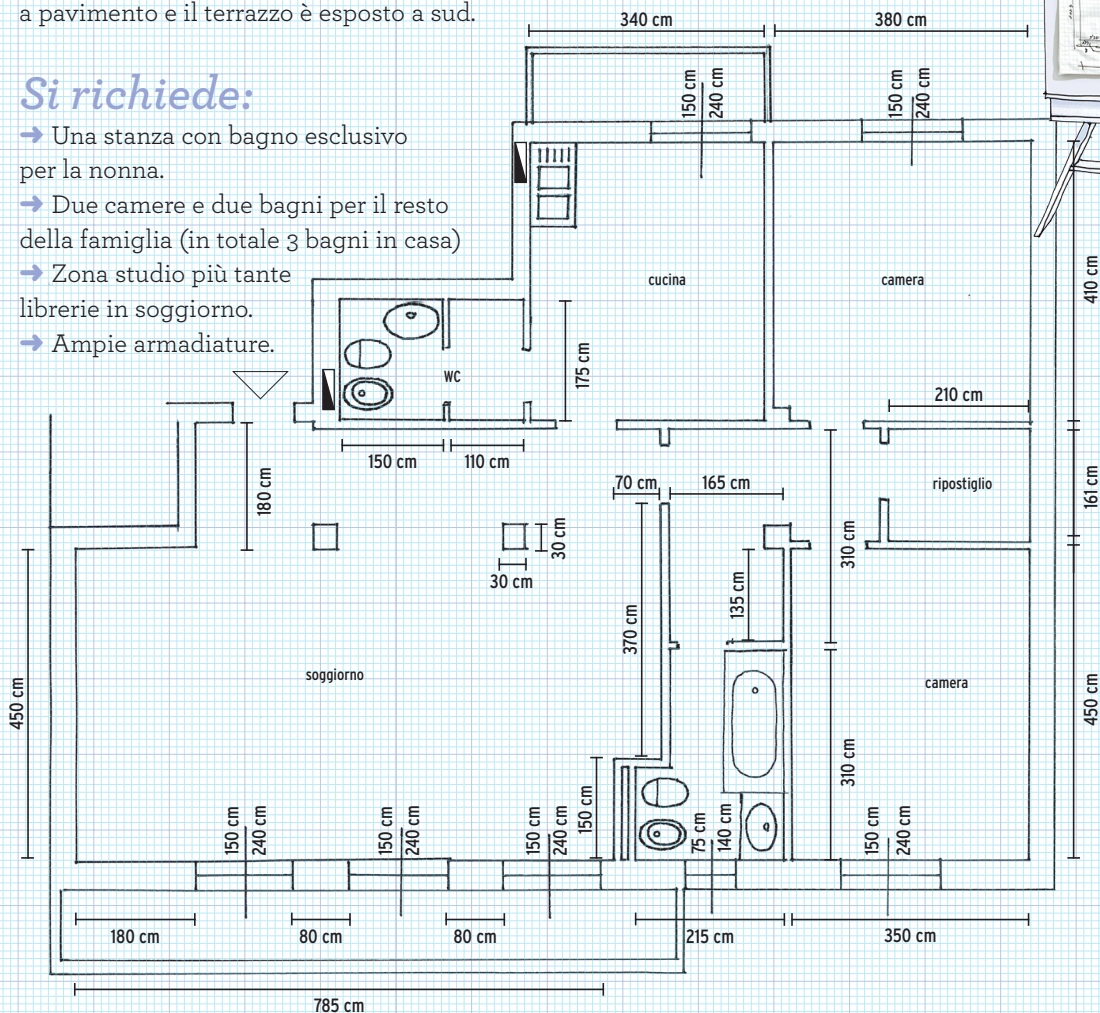 a pavimento e il terrazzo è esposto a sud.
Si richiede:
➜ Una stanza con bagno esclusivo
per la nonna.
➜ Due camere e due bagni per il resto
della famiglia (in totale 3 bagni in casa)
➜ Zona studio più tante
librerie in soggiorno.
➜ Ampie armadiature.
340 cm
380 cm
150 cm
240 cm
150 cm
240 cm
cucina
camera
410 cm
WC
175 cm
210 cm
150 cm
110 cm
180 cm
70 cm
165 cm
ripostiglio
161 cm
30 cm
30 cm
310 cm
135 cm
370 cm
soggiorno
camera
450 cm
450 cm
310 cm
150 cm
150 cm
240 cm
150 cm
240 cm
150 cm
240 cm
75 cm
140 cm
150 cm
240 cm
180 cm
80 cm
80 cm
215 cm
350 cm
785 cm